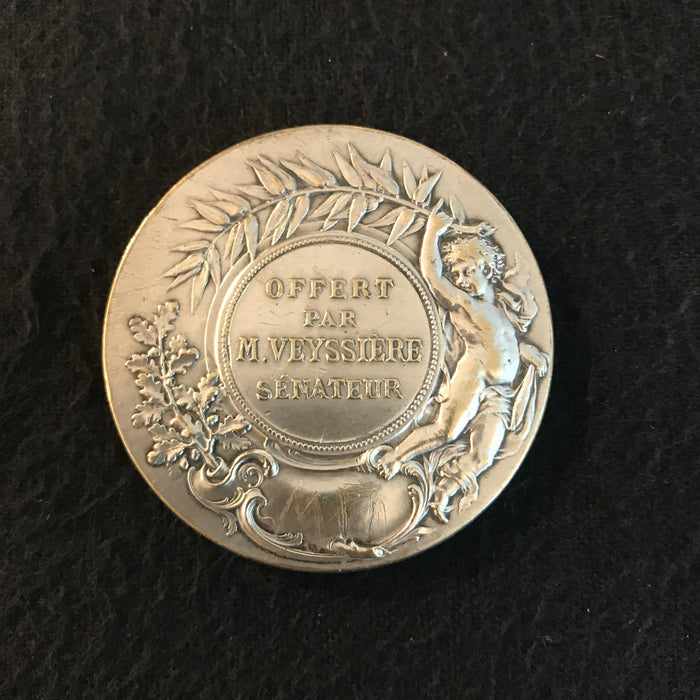 OFFERT
PAR
M. VEYSSIÈRE
SÉNATEUR